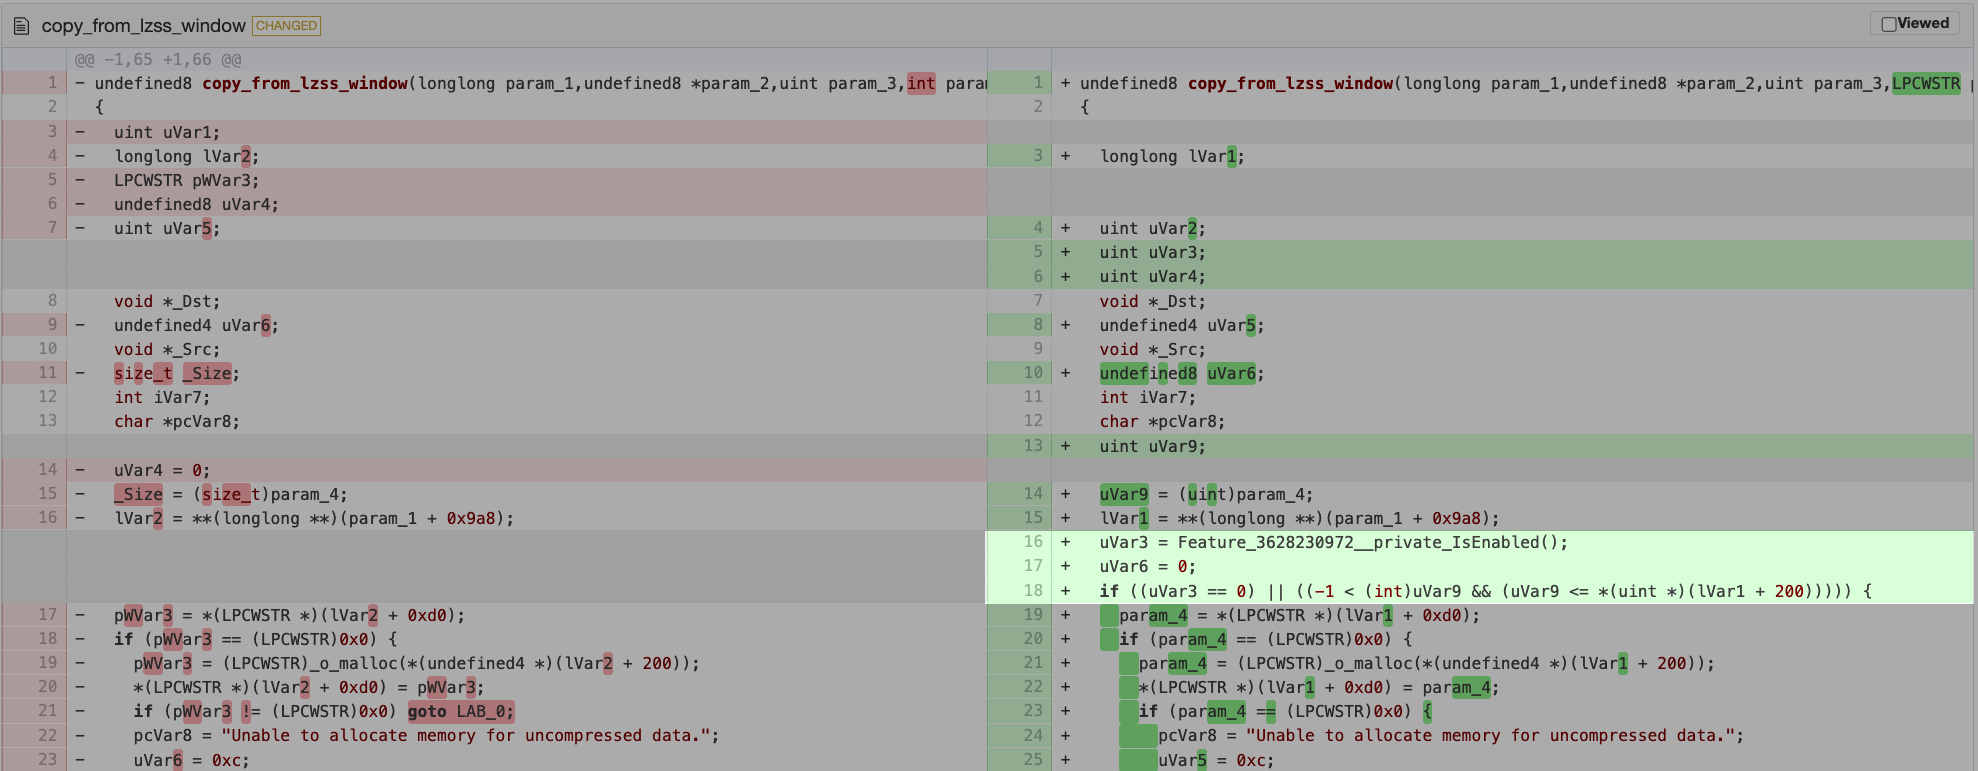 copy_from_lzss_window CHANGED Viewed
@@ -1,65 +1,66 @@
1 - undefined8 copy_from_lzss_window(longlong param_1,undefined8 *param_2,uint param_3,int
2 {
3 - uint uVar1;
4 - longlong lVar2;
5 - LPCWSTR pWVar3;
6 - undefined8 uVar4;
7 - uint uVar5;
8 void *_Dst;
9 - undefined4 uVar6;
10 void *_Src;
11 - size_t _Size;
12 int iVar7;
13 char *pcVar8;
14 - uVar4 = 0;
15 - _Size = (size_t)param_4;
16 - lVar2 = **(longlong **)(param_1 + 0x9a8);
17 - pWVar3 = *(LPCWSTR *)(lVar2 + 0xd0);
18 - if (pWVar3 == (LPCWSTR)0x0) {
19 - pWVar3 = (LPCWSTR)_o_malloc(*(undefined4 *)(lVar2 + 200));
20 - *(LPCWSTR *)(lVar2 + 0xd0) = pWVar3;
21 - if (pWVar3 != (LPCWSTR)0x0) goto LAB_0;
22 - pcVar8 = "Unable to allocate memory for uncompressed data.";
23 - uVar6 = 0xc;
1 + undefined8 copy_from_lzss_window(longlong param_1,undefined8 *param_2,uint param_3,LPCWSTR
2 {
3 + longlong lVar1;
4 + uint uVar2;
5 + uint uVar3;
6 + uint uVar4;
7 void *_Dst;
8 + undefined4 uVar5;
9 void *_Src;
10 + undefined8 uVar6;
11 int iVar7;
12 char *pcVar8;
13 + uint uVar9;
14 + uVar9 = (uint)param_4;
15 + lVar1 = **(longlong **)(param_1 + 0x9a8);
16 + uVar3 = Feature_3628230972__private_IsEnabled();
17 + uVar6 = 0;
18 + if ((uVar3 == 0) || ((-1 < (int)uVar9 && (uVar9 <= *(uint *)(lVar1 + 200))))) {
19 + param_4 = *(LPCWSTR *)(lVar1 + 0xd0);
20 + if (param_4 == (LPCWSTR)0x0) {
21 + param_4 = (LPCWSTR)_o_malloc(*(undefined4 *)(lVar1 + 200));
22 + *(LPCWSTR *)(lVar1 + 0xd0) = param_4;
23 + if (param_4 == (LPCWSTR)0x0) {
24 + pcVar8 = "Unable to allocate memory for uncompressed data.";
25 + uVar5 = 0xc;